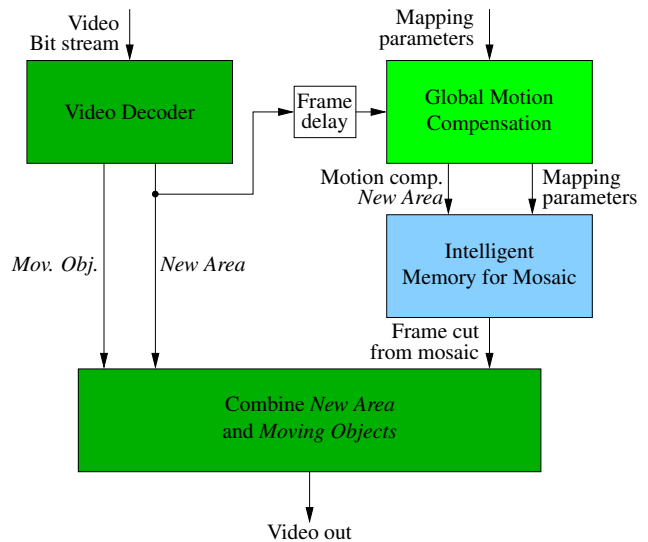 Video
Bit stream
Mapping
parameters
Video Decoder
Frame
delay
Global Motion
Compensation
Motion comp.
New Area
Mapping
parameters
Mov. Obj.
New Area
Intelligent
Memory for Mosaic
Frame cut
from mosaic
Combine New Area
and Moving Objects
Video out